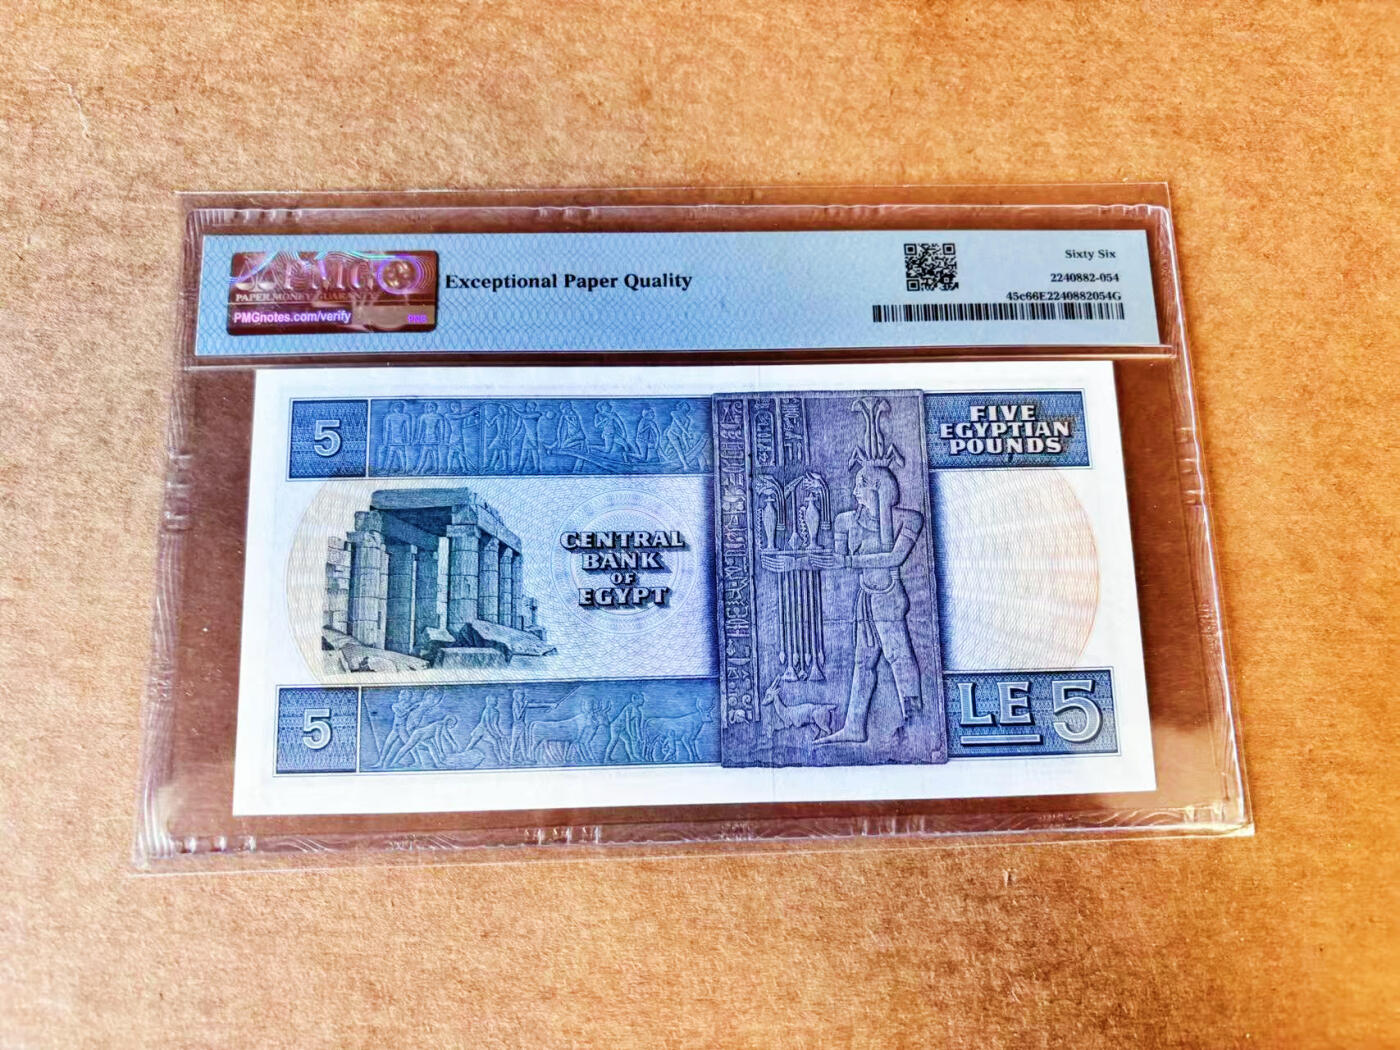 PMG
PAPER MONEY GUARANTY
PMGnotes.com/verify
PMG
Exceptional Paper Quality
Sixty Six
2240882-054
45c66E2240882054G
5
FIVE
EGYPTIAN
POUNDS
CENTRAL
BANK
OF
EGYPT
5
LE 5